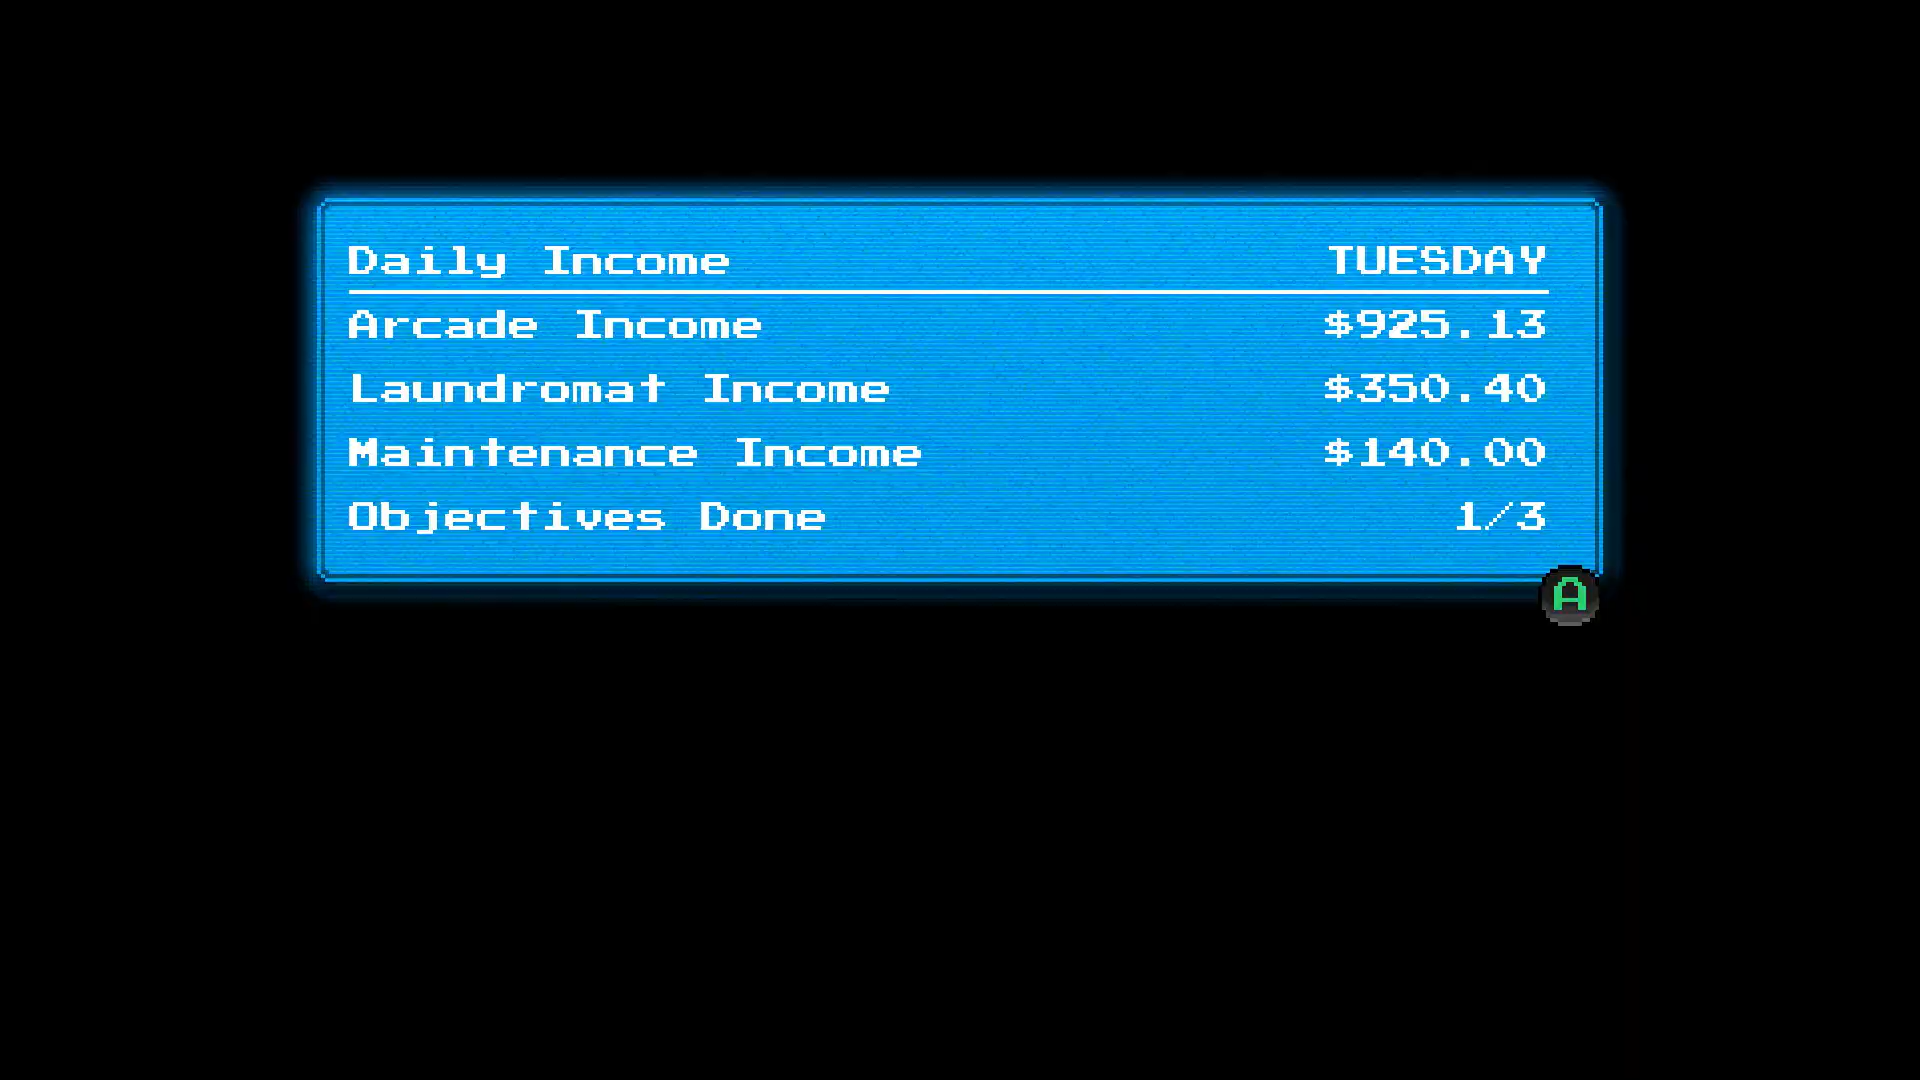 Daily Income TUESDAY
Arcade Income $925.13
Laundromat Income $350.40
Maintenance Income $140.00
Objectives Done 1/3
A